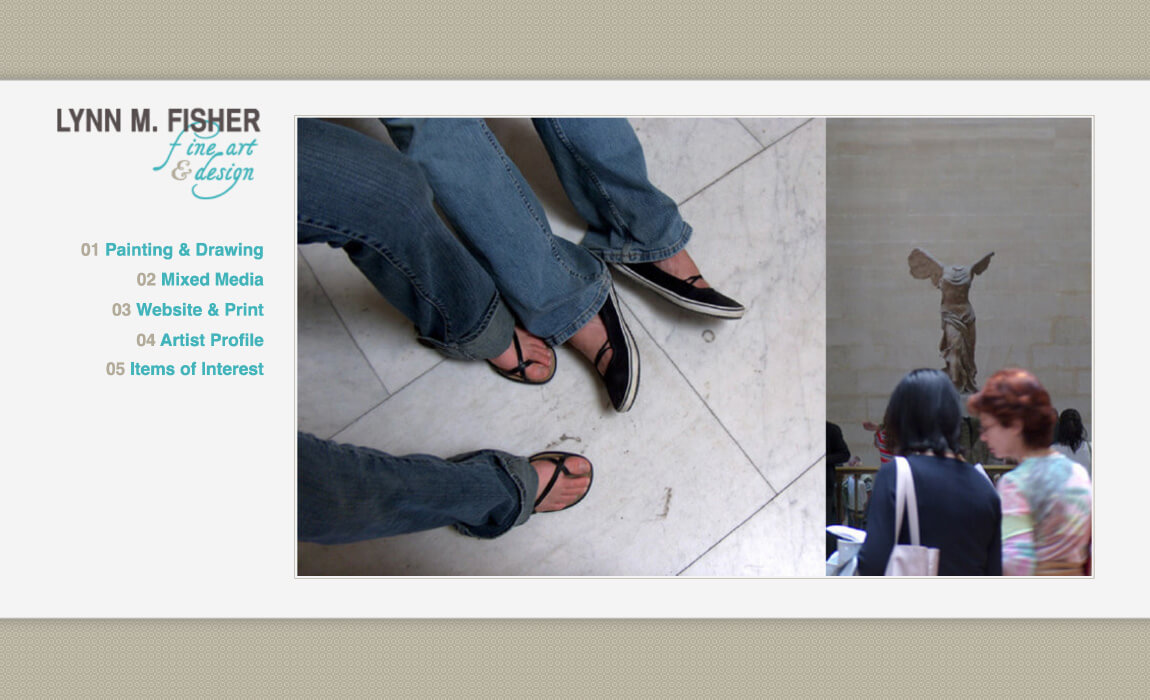 LYNN M. FISHER
fine art
& design
01 Painting & Drawing
02 Mixed Media
03 Website & Print
04 Artist Profile
05 Items of Interest